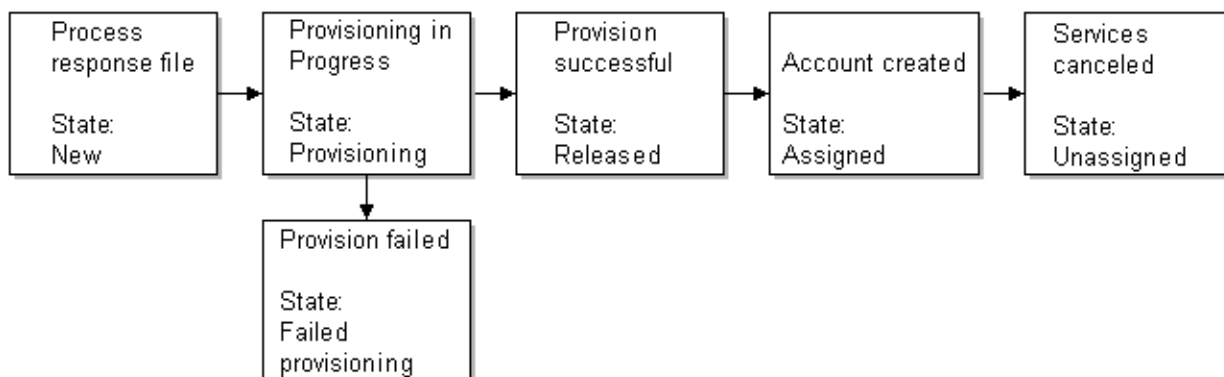 Process
response file
State:
New
Provisioning in
Progress
State:
Provisioning
Provision
successful
State:
Released
Account created
State:
Assigned
Services
canceled
State:
Unassigned
Provision failed
State:
Failed
provisioning